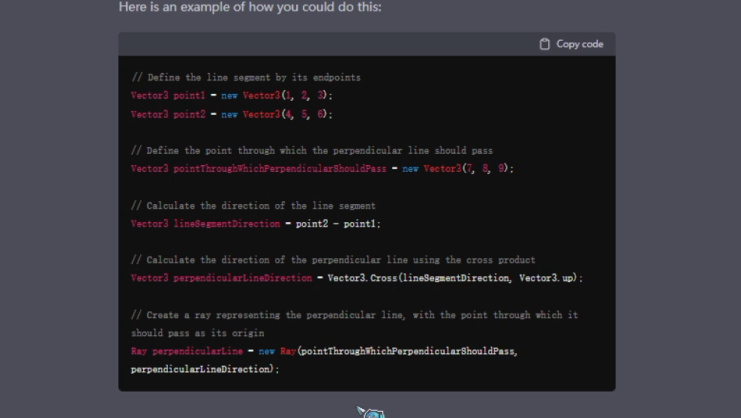 Here is an example of how you could do this:
Copy code
// Define the line segment by its endpoints
Vector3 point1 = new Vector3(1, 2, 3);
Vector3 point2 = new Vector3(4, 5, 6);
// Define the point through which the perpendicular line should pass
Vector3 pointThroughWhichPerpendicularShouldPass = new Vector3(7, 8, 9);
// Calculate the direction of the line segment
Vector3 lineSegmentDirection = point2 - point1;
// Calculate the direction of the perpendicular line using the cross product
Vector3 perpendicularLineDirection = Vector3.Cross(lineSegmentDirection, Vector3.up);
// Create a ray representing the perpendicular line, with the point through which it
should pass as its origin
Ray perpendicularLine = new Ray(pointThroughWhichPerpendicularShouldPass,
perpendicularLineDirection);